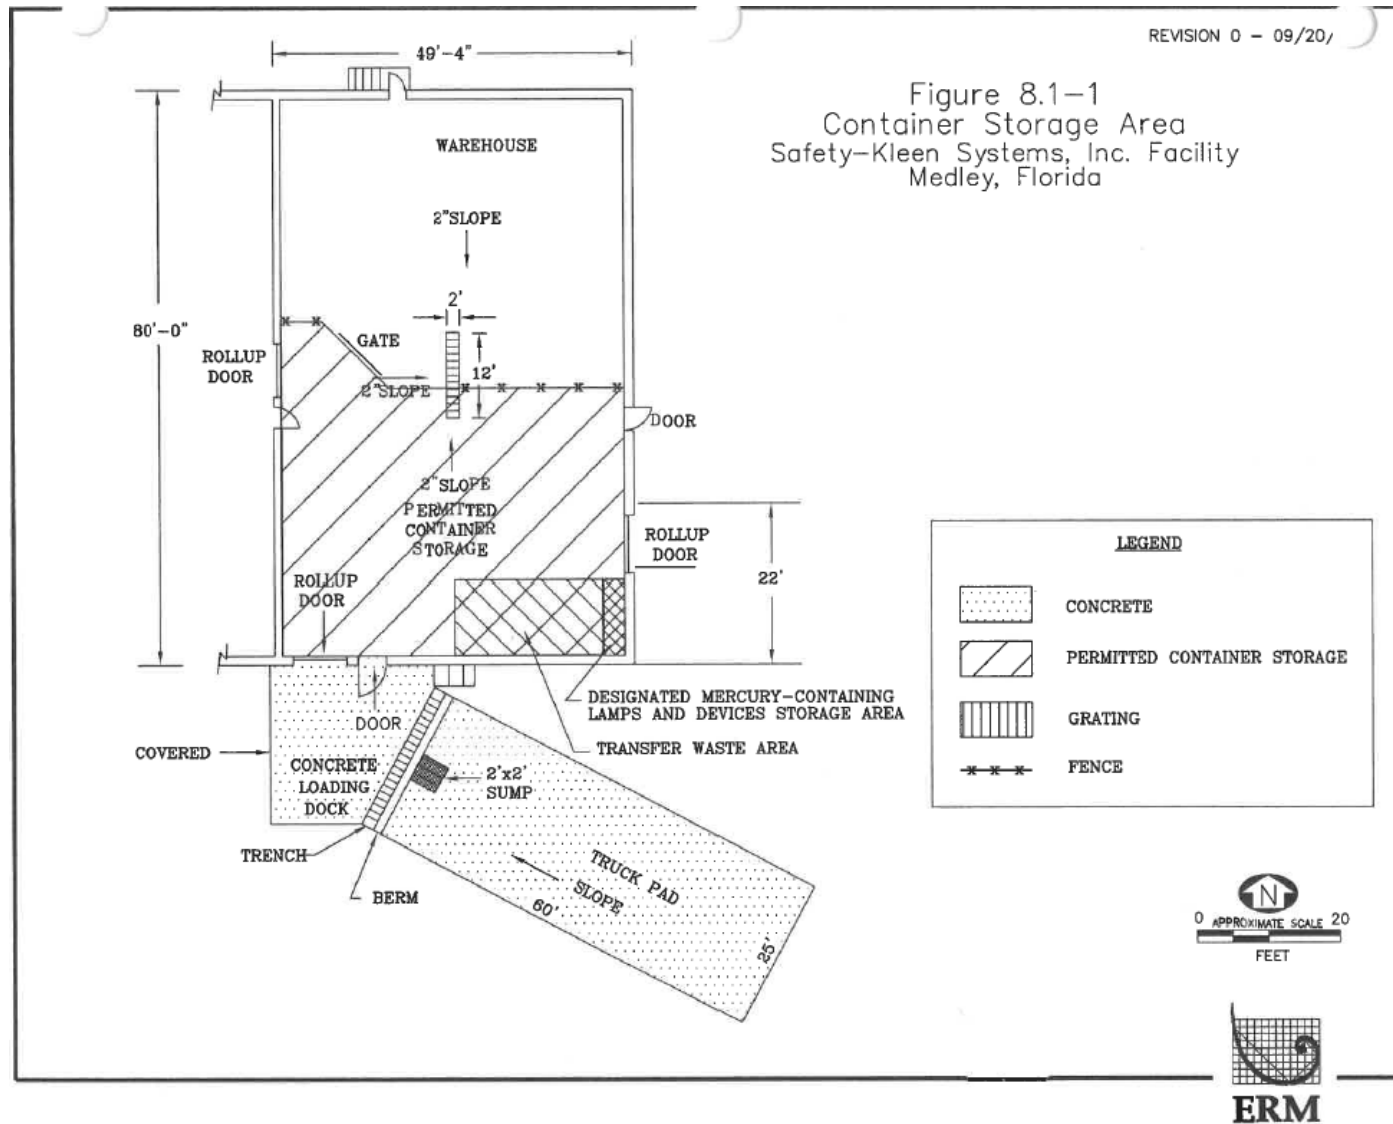 REVISION 0 - 09/20/
Figure 8.1-1
Container Storage Area
Safety-Kleen Systems, Inc. Facility
Medley, Florida
49'-4"
WAREHOUSE
2"SLOPE
2'
80'-0"
GATE
ROLLUP
DOOR
12'
2"SLOPE
DOOR
2"SLOPE
PERMITTED
CONTAINER
STORAGE
ROLLUP
DOOR
22'
ROLLUP
DOOR
LEGEND
CONCRETE
PERMITTED CONTAINER STORAGE
GRATING
FENCE
DESIGNATED MERCURY-CONTAINING
LAMPS AND DEVICES STORAGE AREA
TRANSFER WASTE AREA
DOOR
COVERED
CONCRETE
LOADING
DOCK
2'x2'
SUMP
TRENCH
BERM
TRUCK PAD
SLOPE
60'
25'
N
0 APPROXIMATE SCALE 20
FEET
ERM